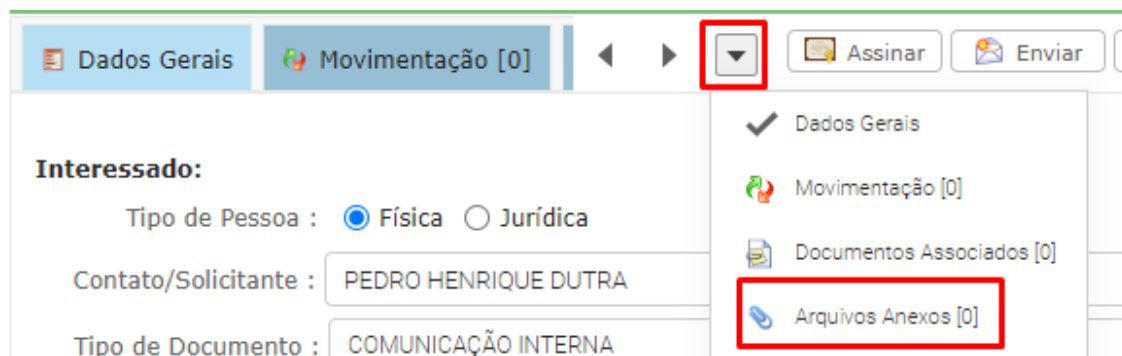 Dados Gerais Movimentação [0] Assinar Enviar
Dados Gerais
Interessado:
Movimentação [0]
Tipo de Pessoa : Física Jurídica
Documentos Associados [0]
Contato/Solicitante : PEDRO HENRIQUE DUTRA
Arquivos Anexos [0]
Tipo de Documento : COMUNICAÇÃO INTERNA